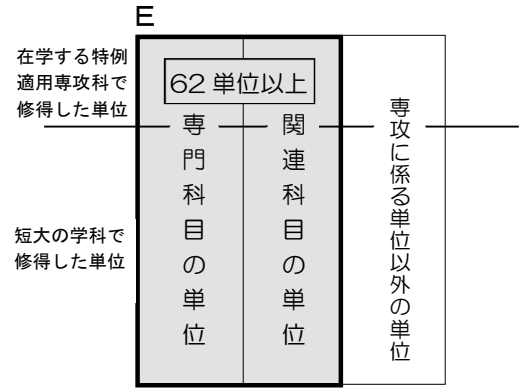 E
在学する特例
適用専攻科で
修得した単位
62 単位以上
専門科目の単位
関連科目の単位
専攻に係る単位以外の単位
短大の学科で
修得した単位